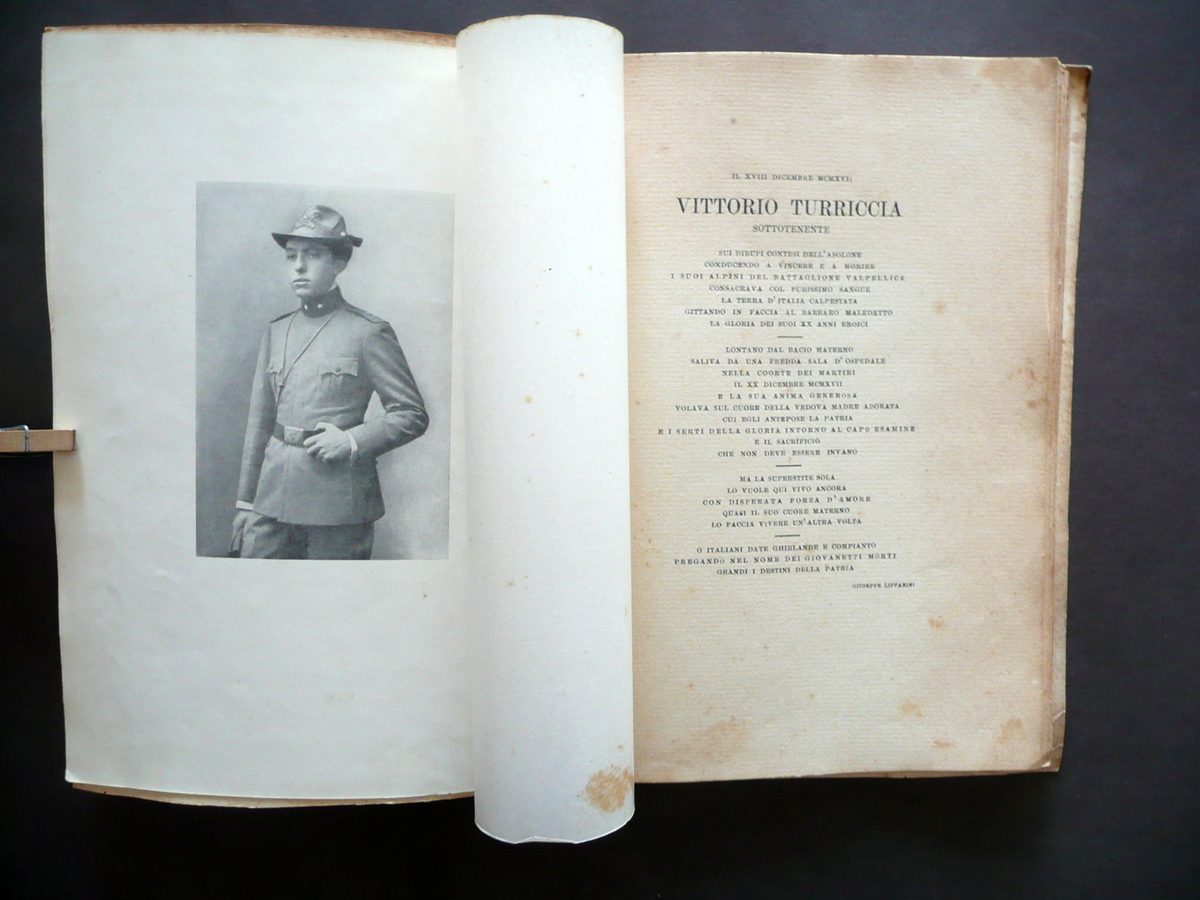 IL XVIII DICEMBRE MCMXVII
VITTORIO TURRICCIA
SOTTOTENENTE
SUI DIRUPI CONTESI DELL'ASOLONE
CONDUCENDO A VINCERE E A MORIRE
I SUOI ALPINI DEL BATTAGLIONE VALPELLICE
CONSACRAVA COL PURISSIMO SANGUE
LA TERRA D'ITALIA CALPESTATA
GITTANDO IN FACCIA AL BARBARO MALEDETTO
LA GLORIA DEI SUOI XX ANNI EROICI
LONTANO DAL BACIO MATERNO
SALIVA DA UNA FREDDA SALA D'OSPEDALE
NELLA COORTE DEI MARTIRI
IL XX DICEMBRE MCMXVII
E LA SUA ANIMA GENEROSA
VOLAVA SUL CUORE DELLA VEDOVA MADRE ADORATA
CUI EGLI ANTEPOSE LA PATRIA
E I SERTI DELLA GLORIA INTORNO AL CAPO ESAMINE
E IL SACRIFICIO
CHE NON DEVE ESSERE INVANO
MA LA SUPERSTITE SOLA
LO VUOLE QUI VIVO ANCORA
CON DISPERATA FORZA D'AMORE
QUASI IL SUO CUORE MATERNO
LO FACCIA VIVERE UN'ALTRA VOLTA
O ITALIANI DATE GHIRLANDE E COMPIANTO
PREGANDO NEL NOME DEI GIOVANETTI MORTI
GRANDI I DESTINI DELLA PATRIA
GIUSEPPE LIPPARINI